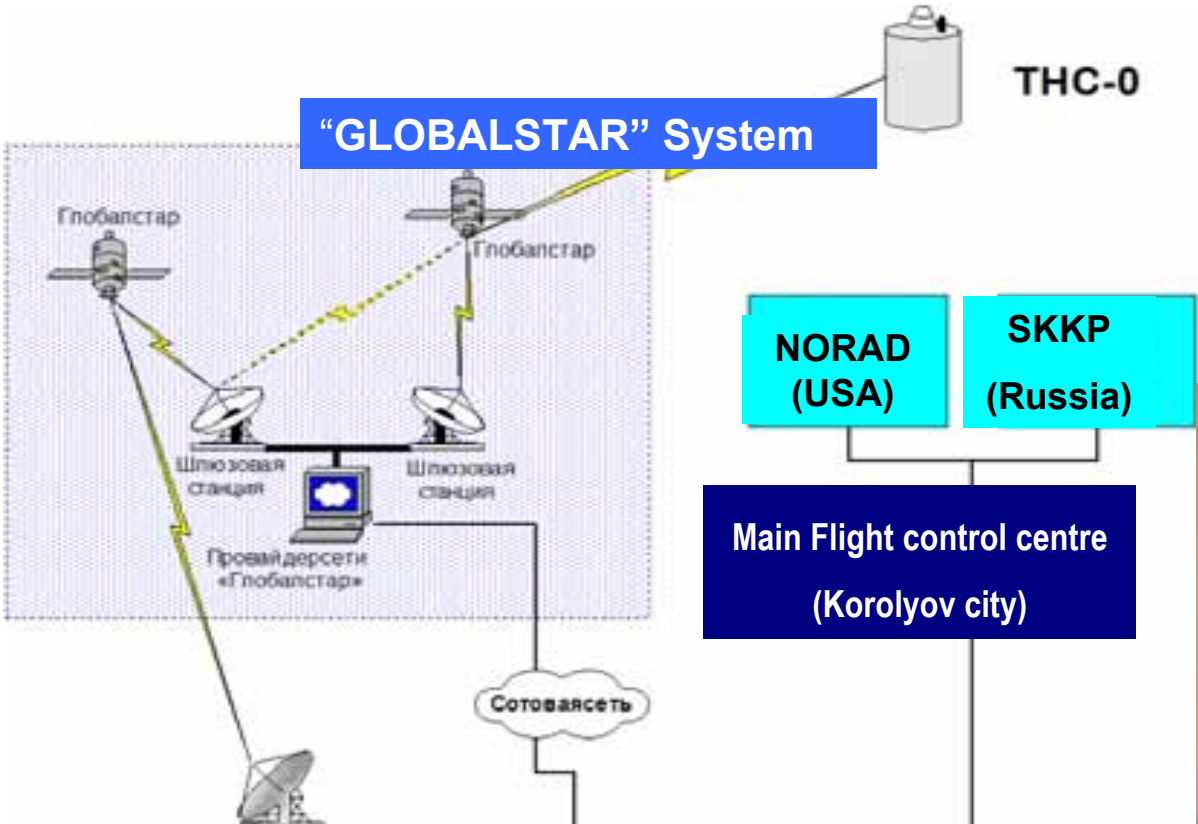 THC-0
“GLOBALSTAR” System
Глобалстар
Глобалстар
Шлюзовая
станция
Шлюзовая
станция
Провайдерсети
«Глобалстар»
Сотоваясеть
NORAD
(USA)
SKKP
(Russia)
Main Flight control centre
(Korolyov city)